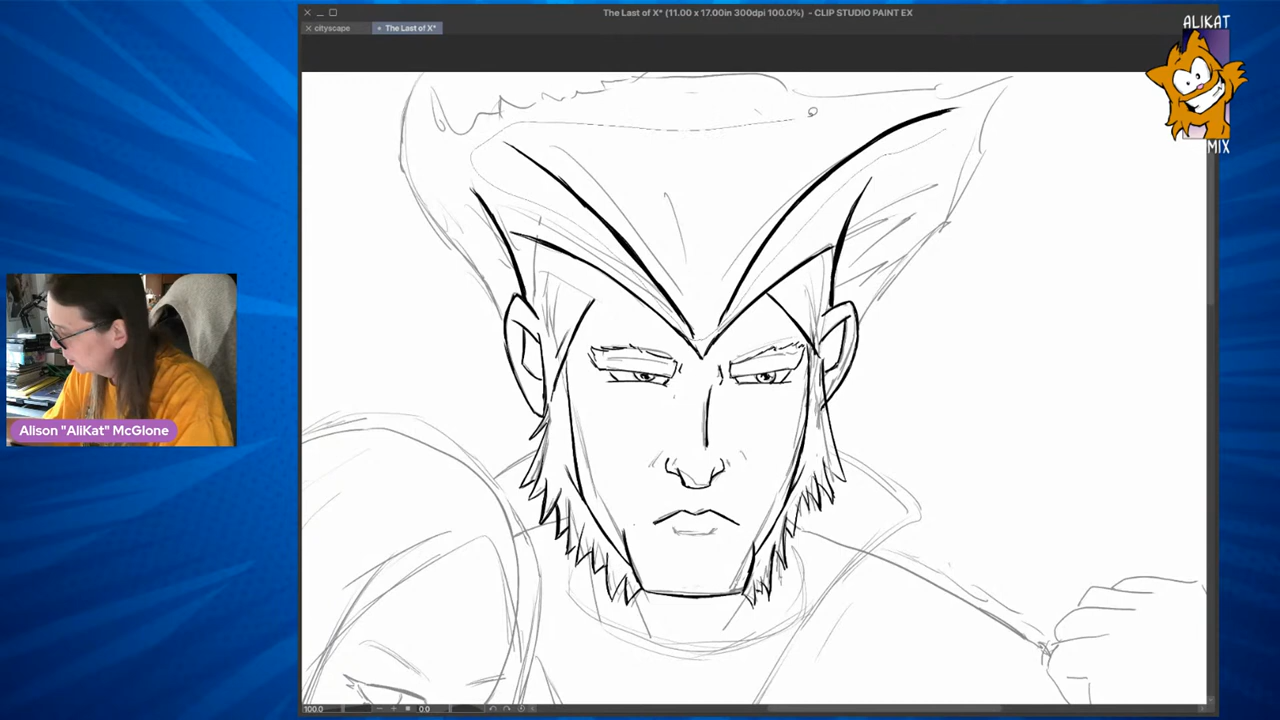 The Last of X* (11.00 x 17.00in 300dpi 100.0%) - CLIP STUDIO PAINT EX
cityscape
The Last of X*
ALIKAT
MIX
Alison "AliKat" McGlone
100.0
0.0